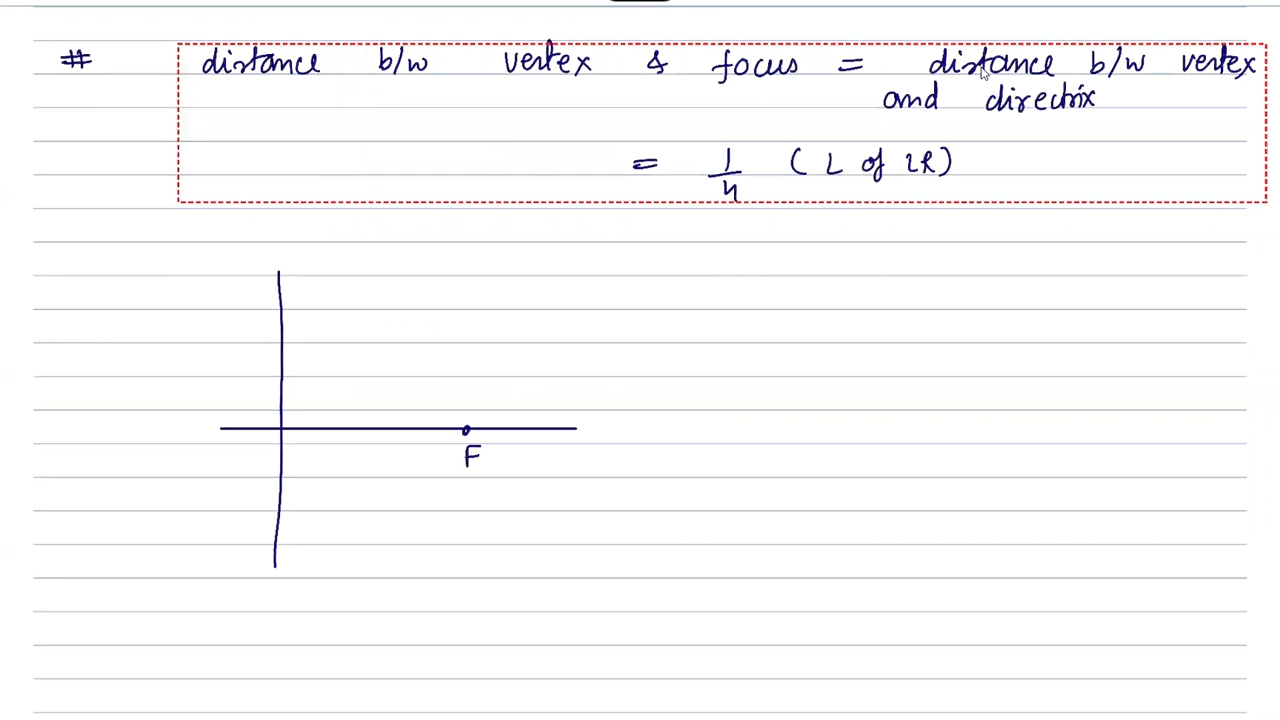 # distance b/w vertex & focus = distance b/w vertex
and directrix
= 1/4 ( L of LR)
F